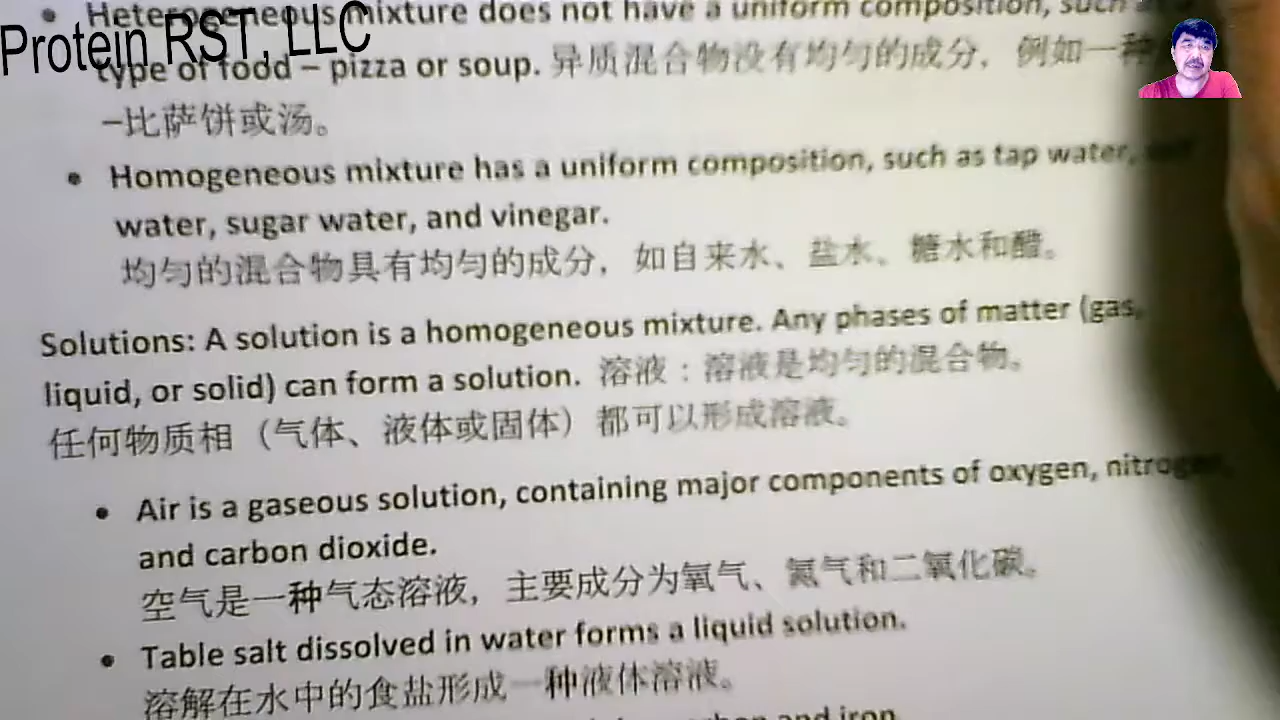 • Heterogeneous mixture does not have a uniform composition, such as a
Protein RST, LLC
type of fodd – pizza or soup. 异质混合物没有均匀的成分，例如一种
–比萨饼或汤。
• Homogeneous mixture has a uniform composition, such as tap water, salt
water, sugar water, and vinegar.
均匀的混合物具有均匀的成分，如自来水、盐水、糖水和醋。
Solutions: A solution is a homogeneous mixture. Any phases of matter (gas,
liquid, or solid) can form a solution. 溶液：溶液是均匀的混合物。
任何物质相（气体、液体或固体）都可以形成溶液。
• Air is a gaseous solution, containing major components of oxygen, nitrogen,
and carbon dioxide.
空气是一种气态溶液，主要成分为氧气、氮气和二氧化碳。
• Table salt dissolved in water forms a liquid solution.
溶解在水中的食盐形成一种液体溶液。
carbon and iron